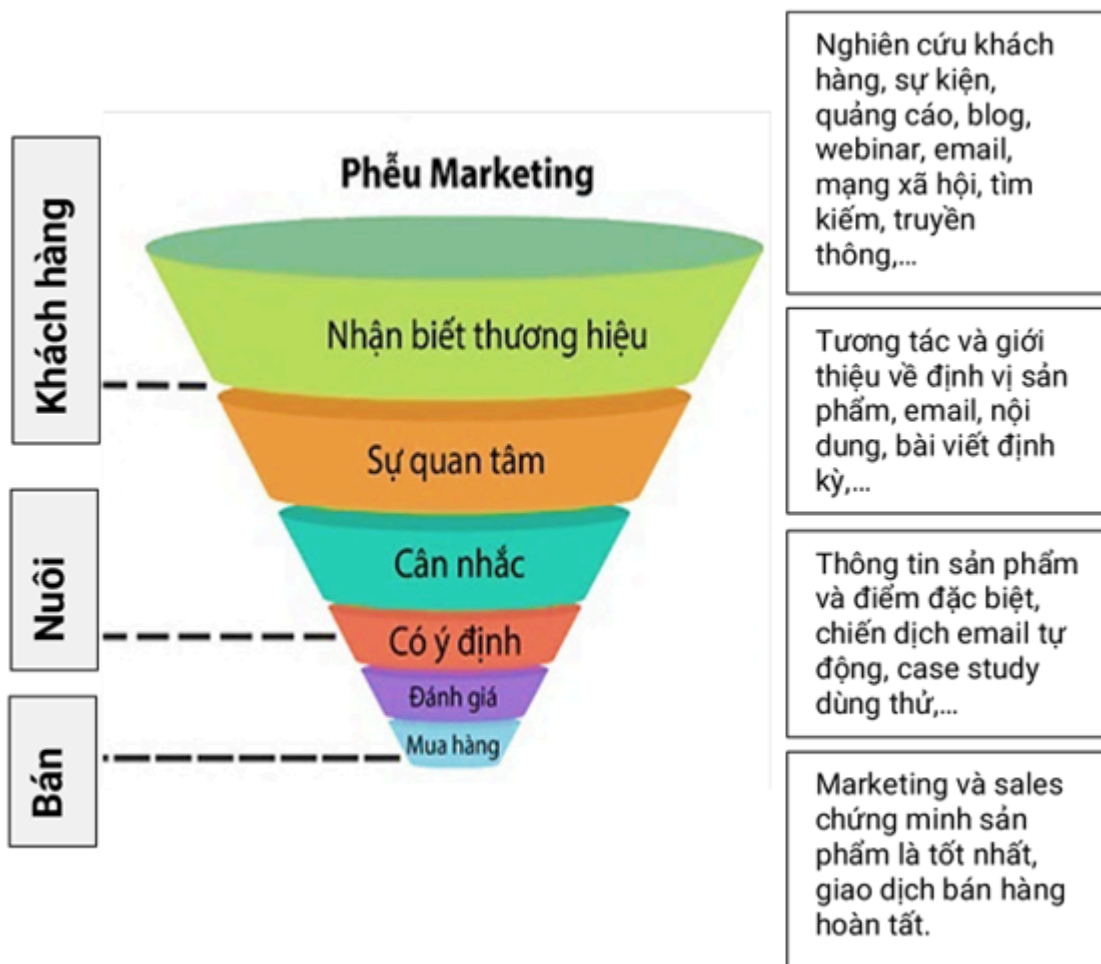 Phễu Marketing
Khách hàng
Nuôi
Bán
Nhận biết thương hiệu
Sự quan tâm
Cân nhắc
Có ý định
Đánh giá
Mua hàng
Nghiên cứu khách
hàng, sự kiện,
quảng cáo, blog,
webinar, email,
mạng xã hội, tìm
kiếm, truyền
thông,...
Tương tác và giới
thiệu về định vị sản
phẩm, email, nội
dung, bài viết định
kỳ,...
Thông tin sản phẩm
và điểm đặc biệt,
chiến dịch email tự
động, case study
dùng thử,...
Marketing và sales
chứng minh sản
phẩm là tốt nhất,
giao dịch bán hàng
hoàn tất.